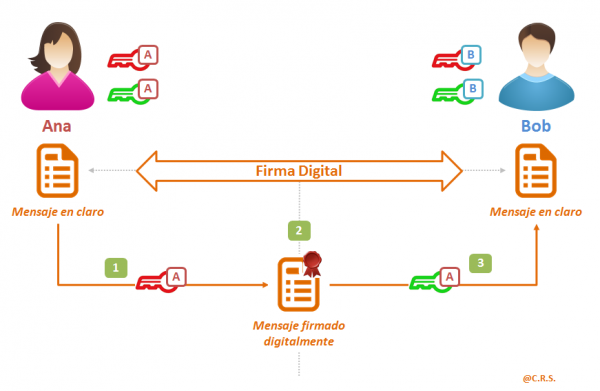 A
B
A
B
Ana
Bob
Firma Digital
Mensaje en claro
Mensaje en claro
2
1
A
A
3
Mensaje firmado
digitalmente
@C.R.S.